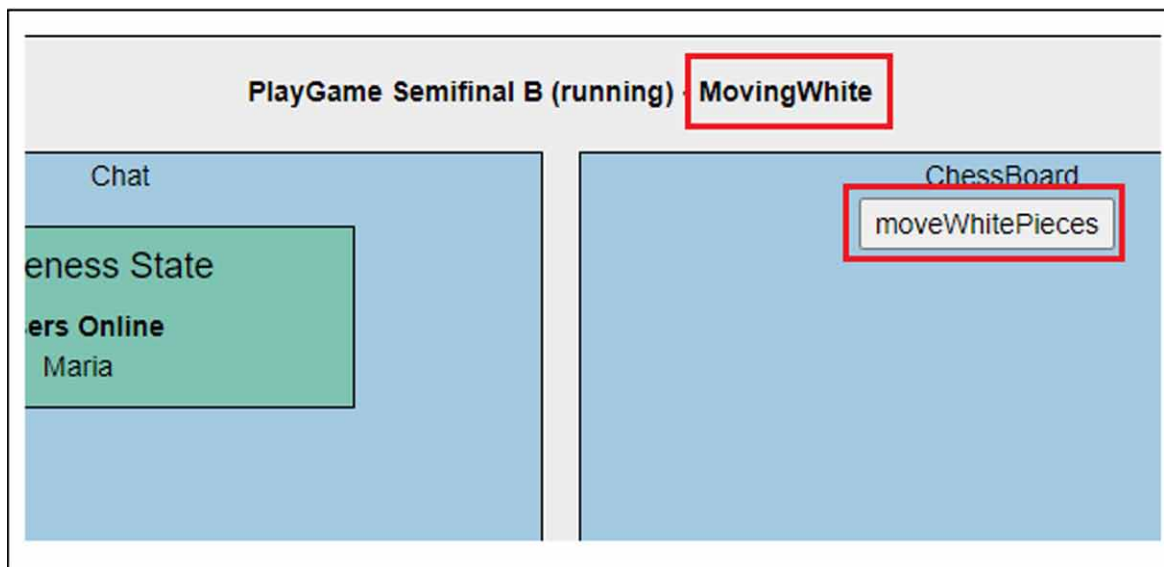 PlayGame Semifinal B (running) - MovingWhite
Chat
eness State
ers Online
Maria
ChessBoard
moveWhitePieces